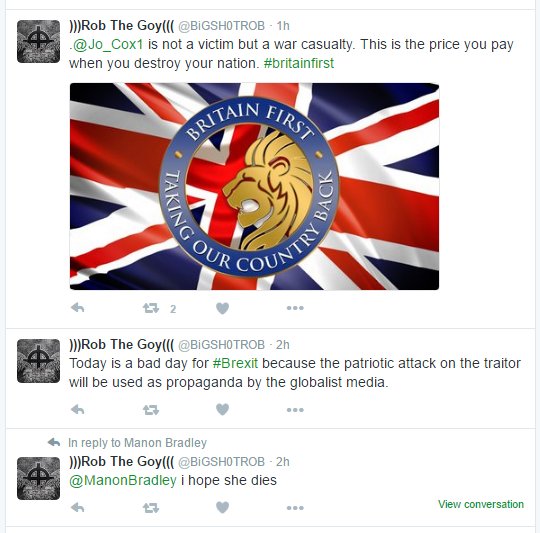 )))Rob The Goy((( @BiGSH0TROB · 1h
.@Jo_Cox1 is not a victim but a war casualty. This is the price you pay
when you destroy your nation. #britainfirst
BRITAIN FIRST
TAKING OUR COUNTRY BACK
2
)))Rob The Goy((( @BiGSH0TROB · 2h
Today is a bad day for #Brexit because the patriotic attack on the traitor
will be used as propaganda by the globalist media.
In reply to Manon Bradley
)))Rob The Goy((( @BiGSH0TROB · 2h
@ManonBradley i hope she dies
View conversation